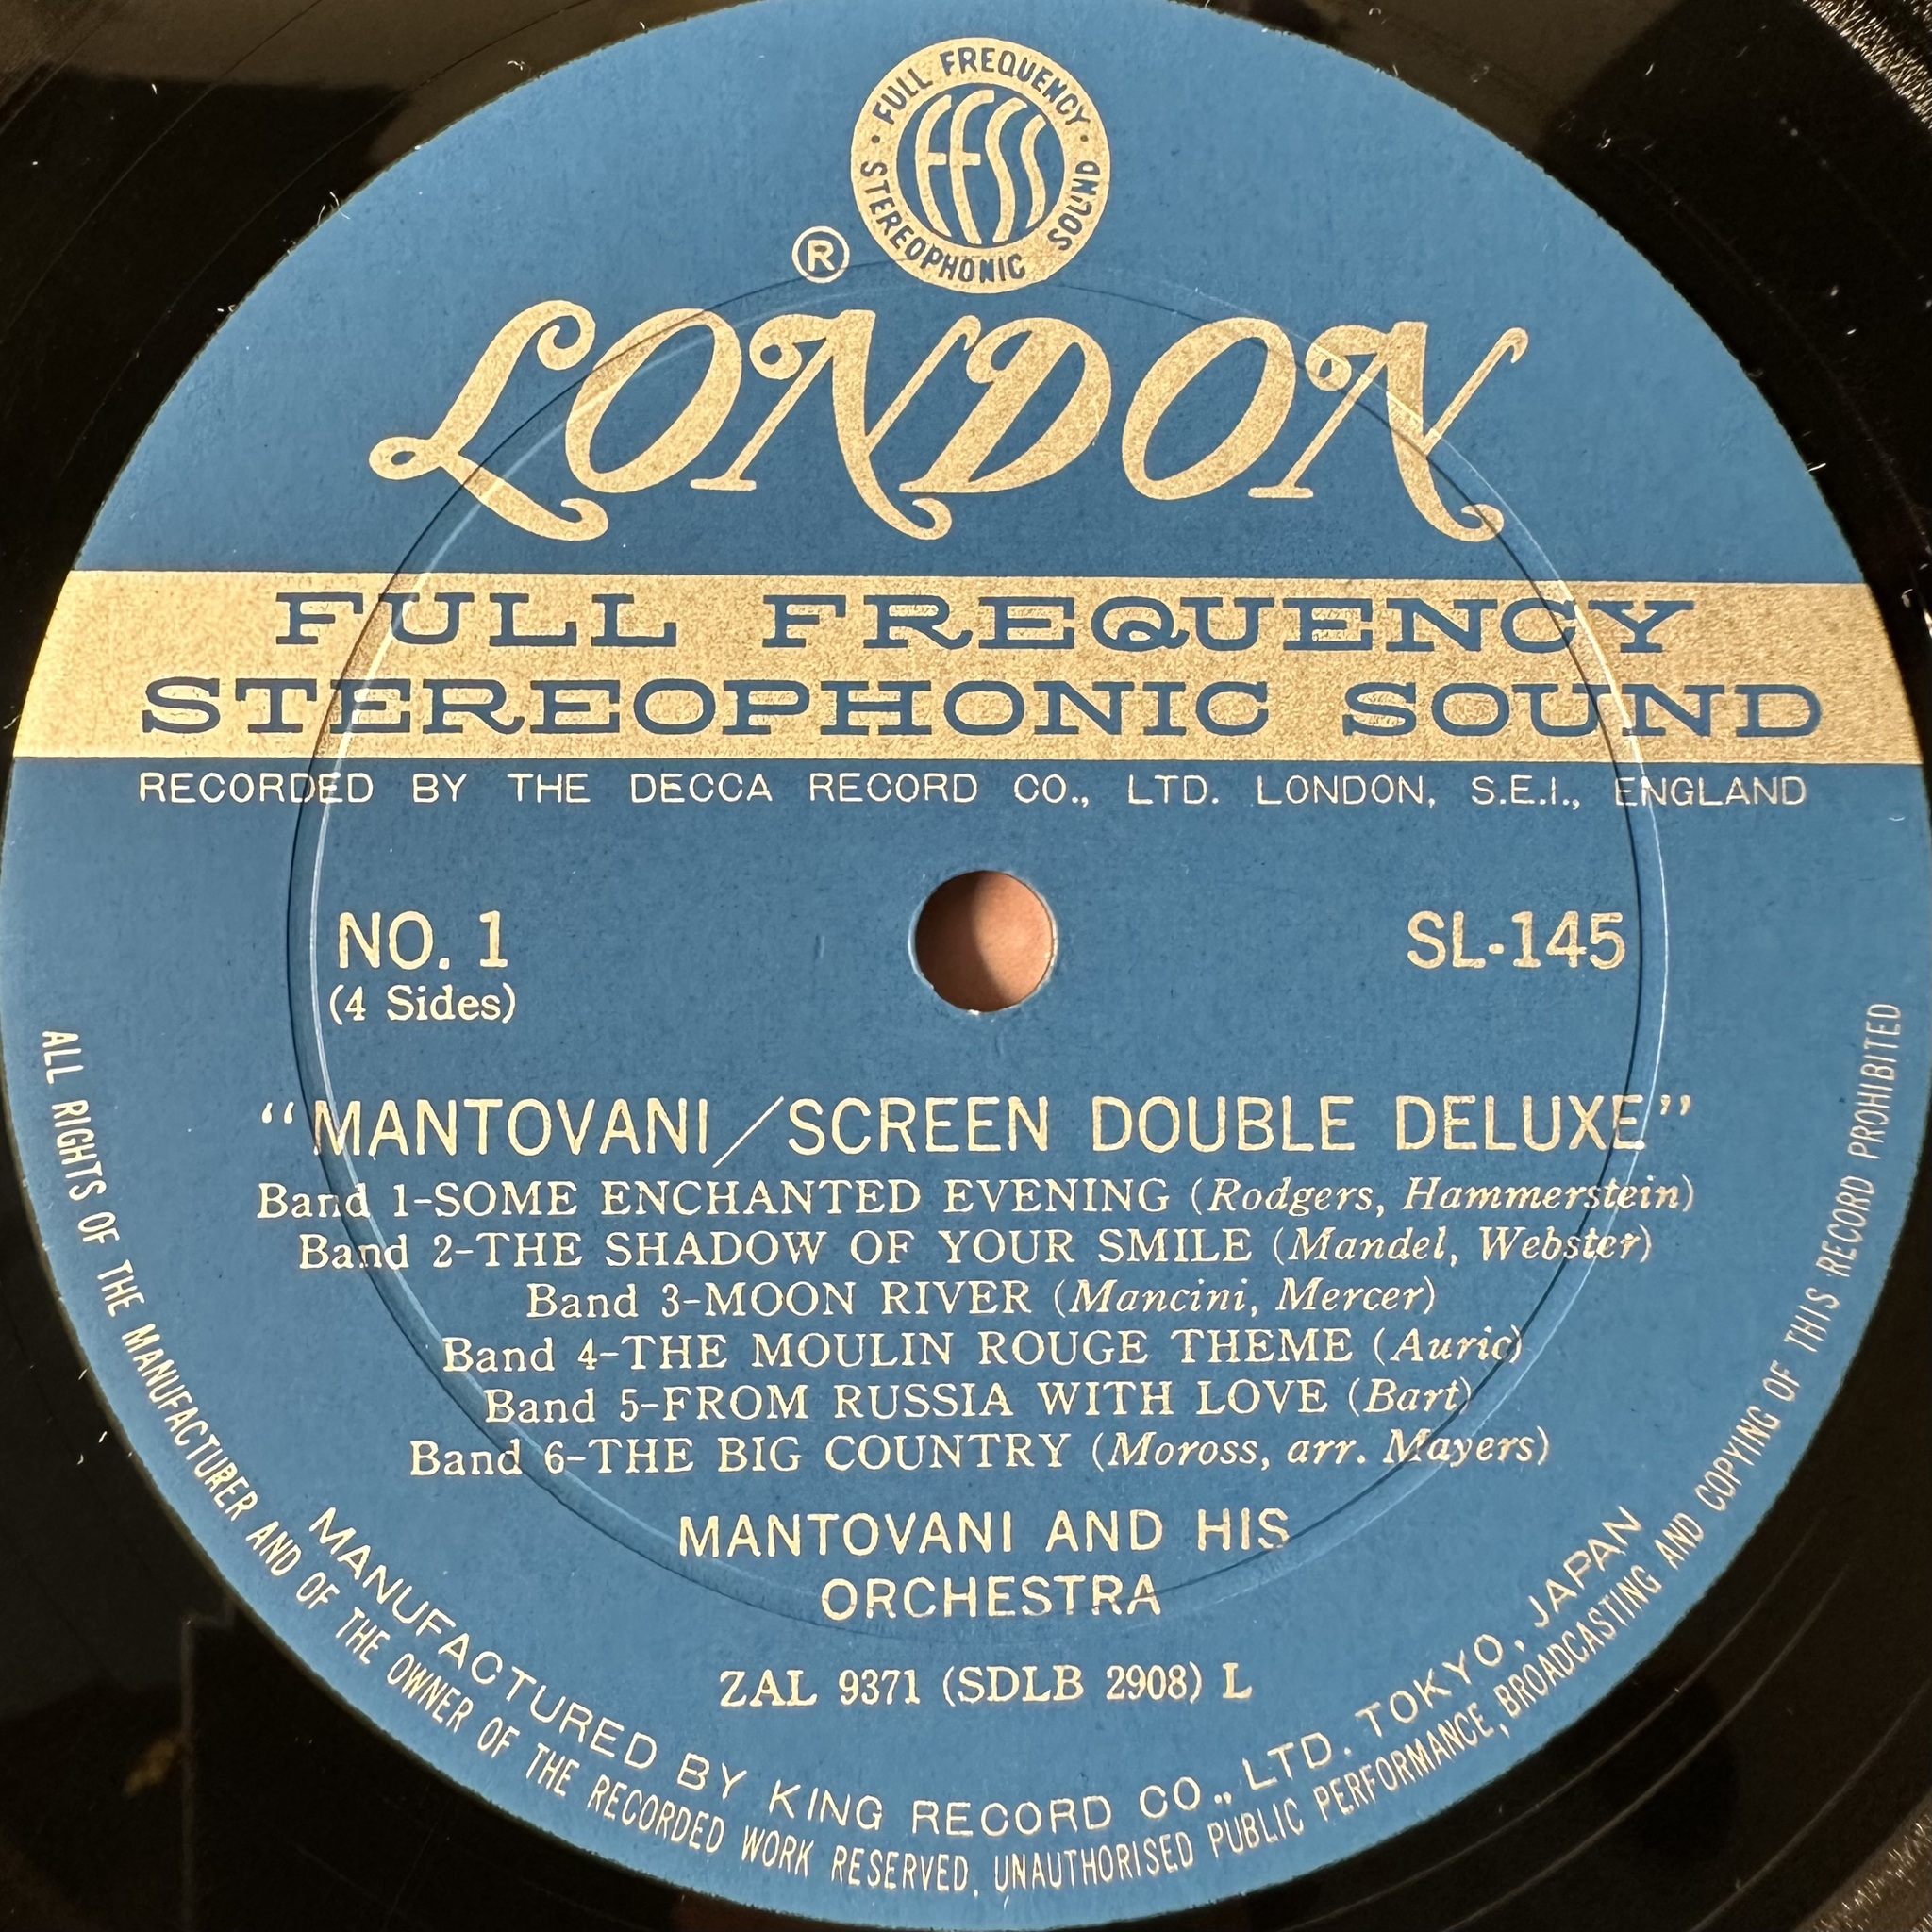 · FULL FREQUENCY ·
STEREOPHONIC SOUND
FFSS
®
LONDON
FULL FREQUENCY
STEREOPHONIC SOUND
RECORDED BY THE DECCA RECORD CO., LTD. LONDON, S.E.I., ENGLAND
NO. 1
(4 Sides)
SL-145
“MANTOVANI/SCREEN DOUBLE DELUXE”
Band 1-SOME ENCHANTED EVENING (Rodgers, Hammerstein)
Band 2-THE SHADOW OF YOUR SMILE (Mandel, Webster)
Band 3-MOON RIVER (Mancini, Mercer)
Band 4-THE MOULIN ROUGE THEME (Auric)
Band 5-FROM RUSSIA WITH LOVE (Bart)
Band 6-THE BIG COUNTRY (Moross, arr. Mayers)
MANTOVANI AND HIS
ORCHESTRA
ZAL 9371 (SDLB 2908) L
MANUFACTURED BY KING RECORD CO., LTD. TOKYO, JAPAN
ALL RIGHTS OF THE MANUFACTURER AND OF THE OWNER OF THE RECORDED WORK RESERVED. UNAUTHORISED PUBLIC PERFORMANCE, BROADCASTING AND COPYING OF THIS RECORD PROHIBITED